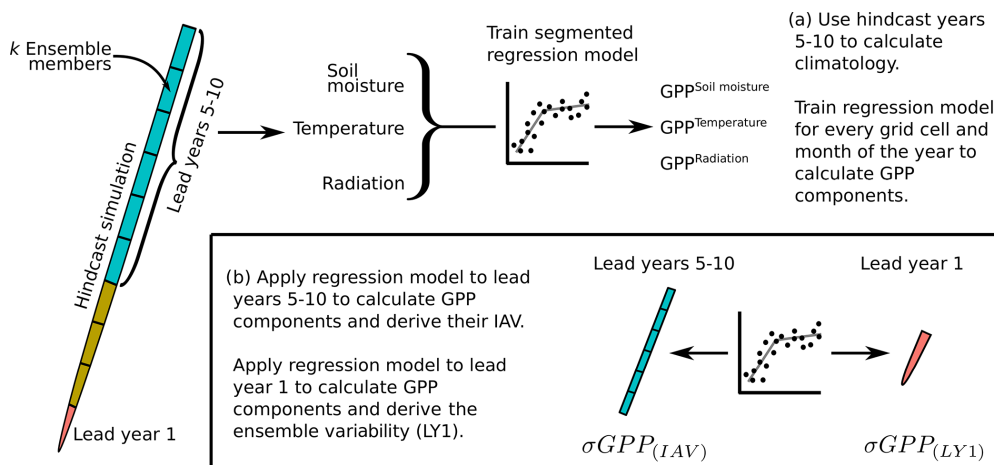 k Ensemble
members
Lead years 5-10
Hindcast simulation
Lead year 1
Soil
moisture
Temperature
Radiation
Train segmented
regression model
GPP^Soil moisture
GPP^Temperature
GPP^Radiation
(a) Use hindcast years
5-10 to calculate
climatology.
Train regression model
for every grid cell and
month of the year to
calculate GPP
components.
(b) Apply regression model to lead
years 5-10 to calculate GPP
components and derive their IAV.
Apply regression model to lead
year 1 to calculate GPP
components and derive the
ensemble variability (LY1).
Lead years 5-10
Lead year 1
σGPP(IAV)
σGPP(LY1)